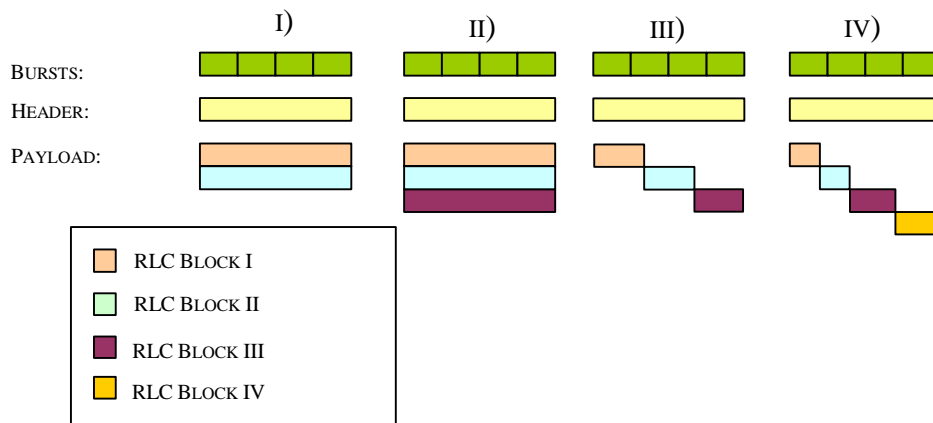 I) II) III) IV)
BURSTS:
HEADER:
PAYLOAD:
RLC BLOCK I
RLC BLOCK II
RLC BLOCK III
RLC BLOCK IV